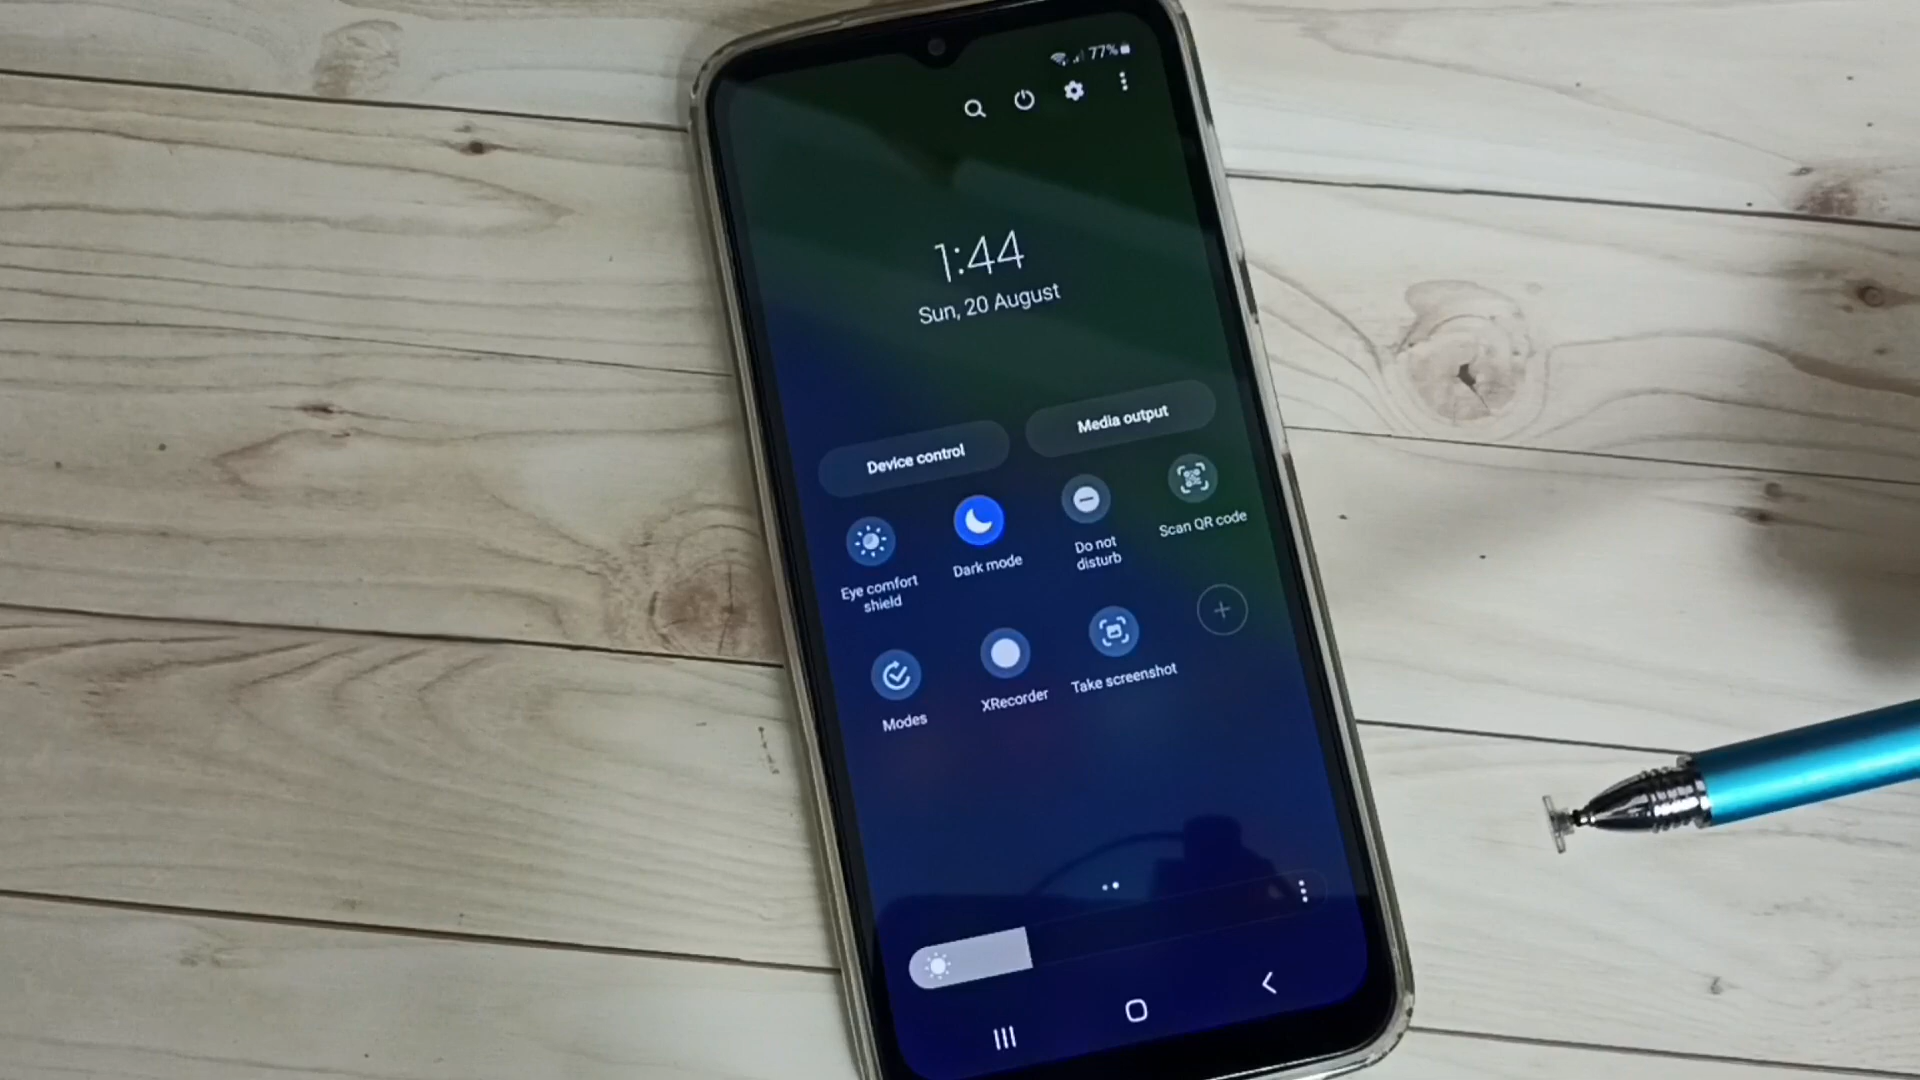 77%
1:44
Sun, 20 August
Device control
Media output
Eye comfort
shield
Dark mode
Do not
disturb
Scan QR code
Modes
XRecorder
Take screenshot